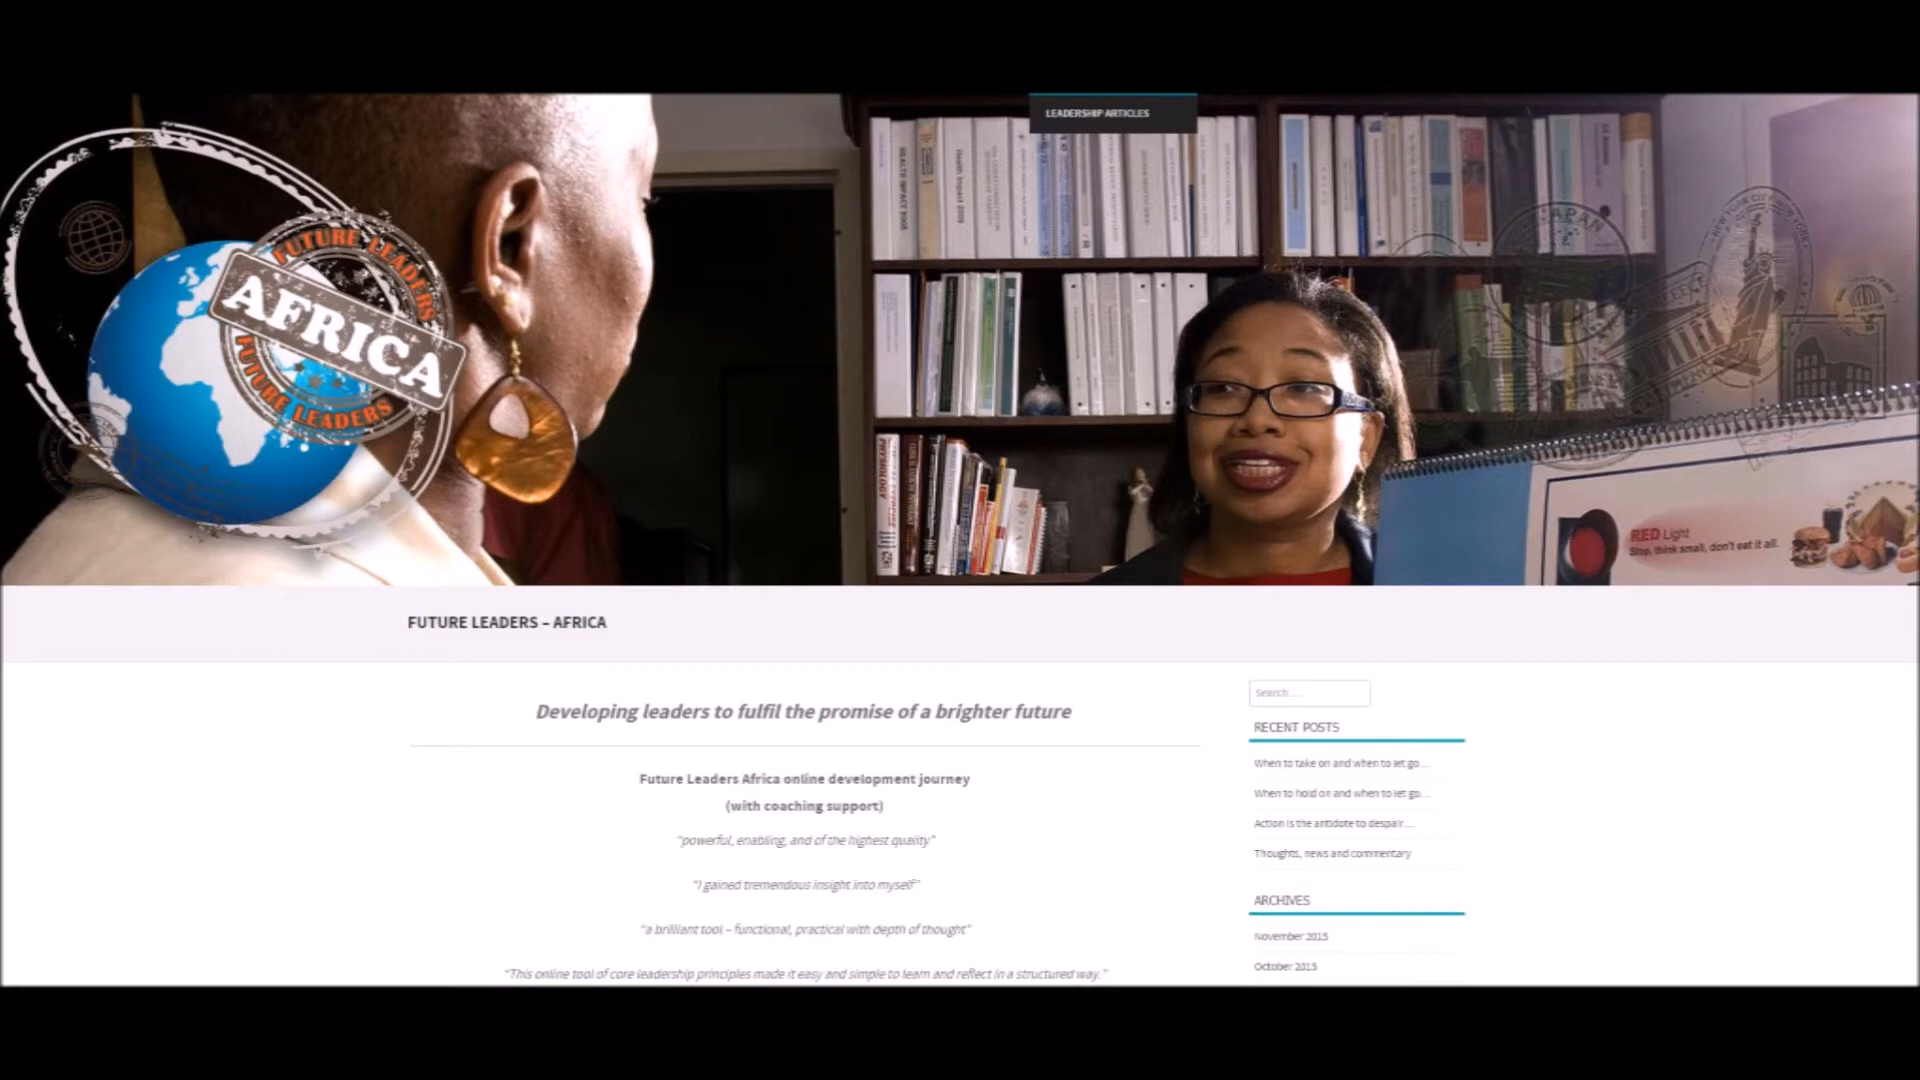 LEADERSHIP ARTICLES
FUTURE LEADERS
AFRICA
FUTURE LEADERS
JAPAN
Health Impact 2009
PHYSIOLOGY
RED Light
Stop, think small, don't eat it all.
FUTURE LEADERS – AFRICA
Developing leaders to fulfil the promise of a brighter future
Future Leaders Africa online development journey
(with coaching support)
“powerful, enabling, and of the highest quality”
“I gained tremendous insight into myself”
“a brilliant tool – functional, practical with depth of thought”
“This online tool of core leadership principles made it easy and simple to learn and reflect in a structured way.”
Search …
RECENT POSTS
When to take on and when to let go…
When to hold on and when to let go…
Action is the antidote to despair…
Thoughts, news and commentary
ARCHIVES
November 2015
October 2015